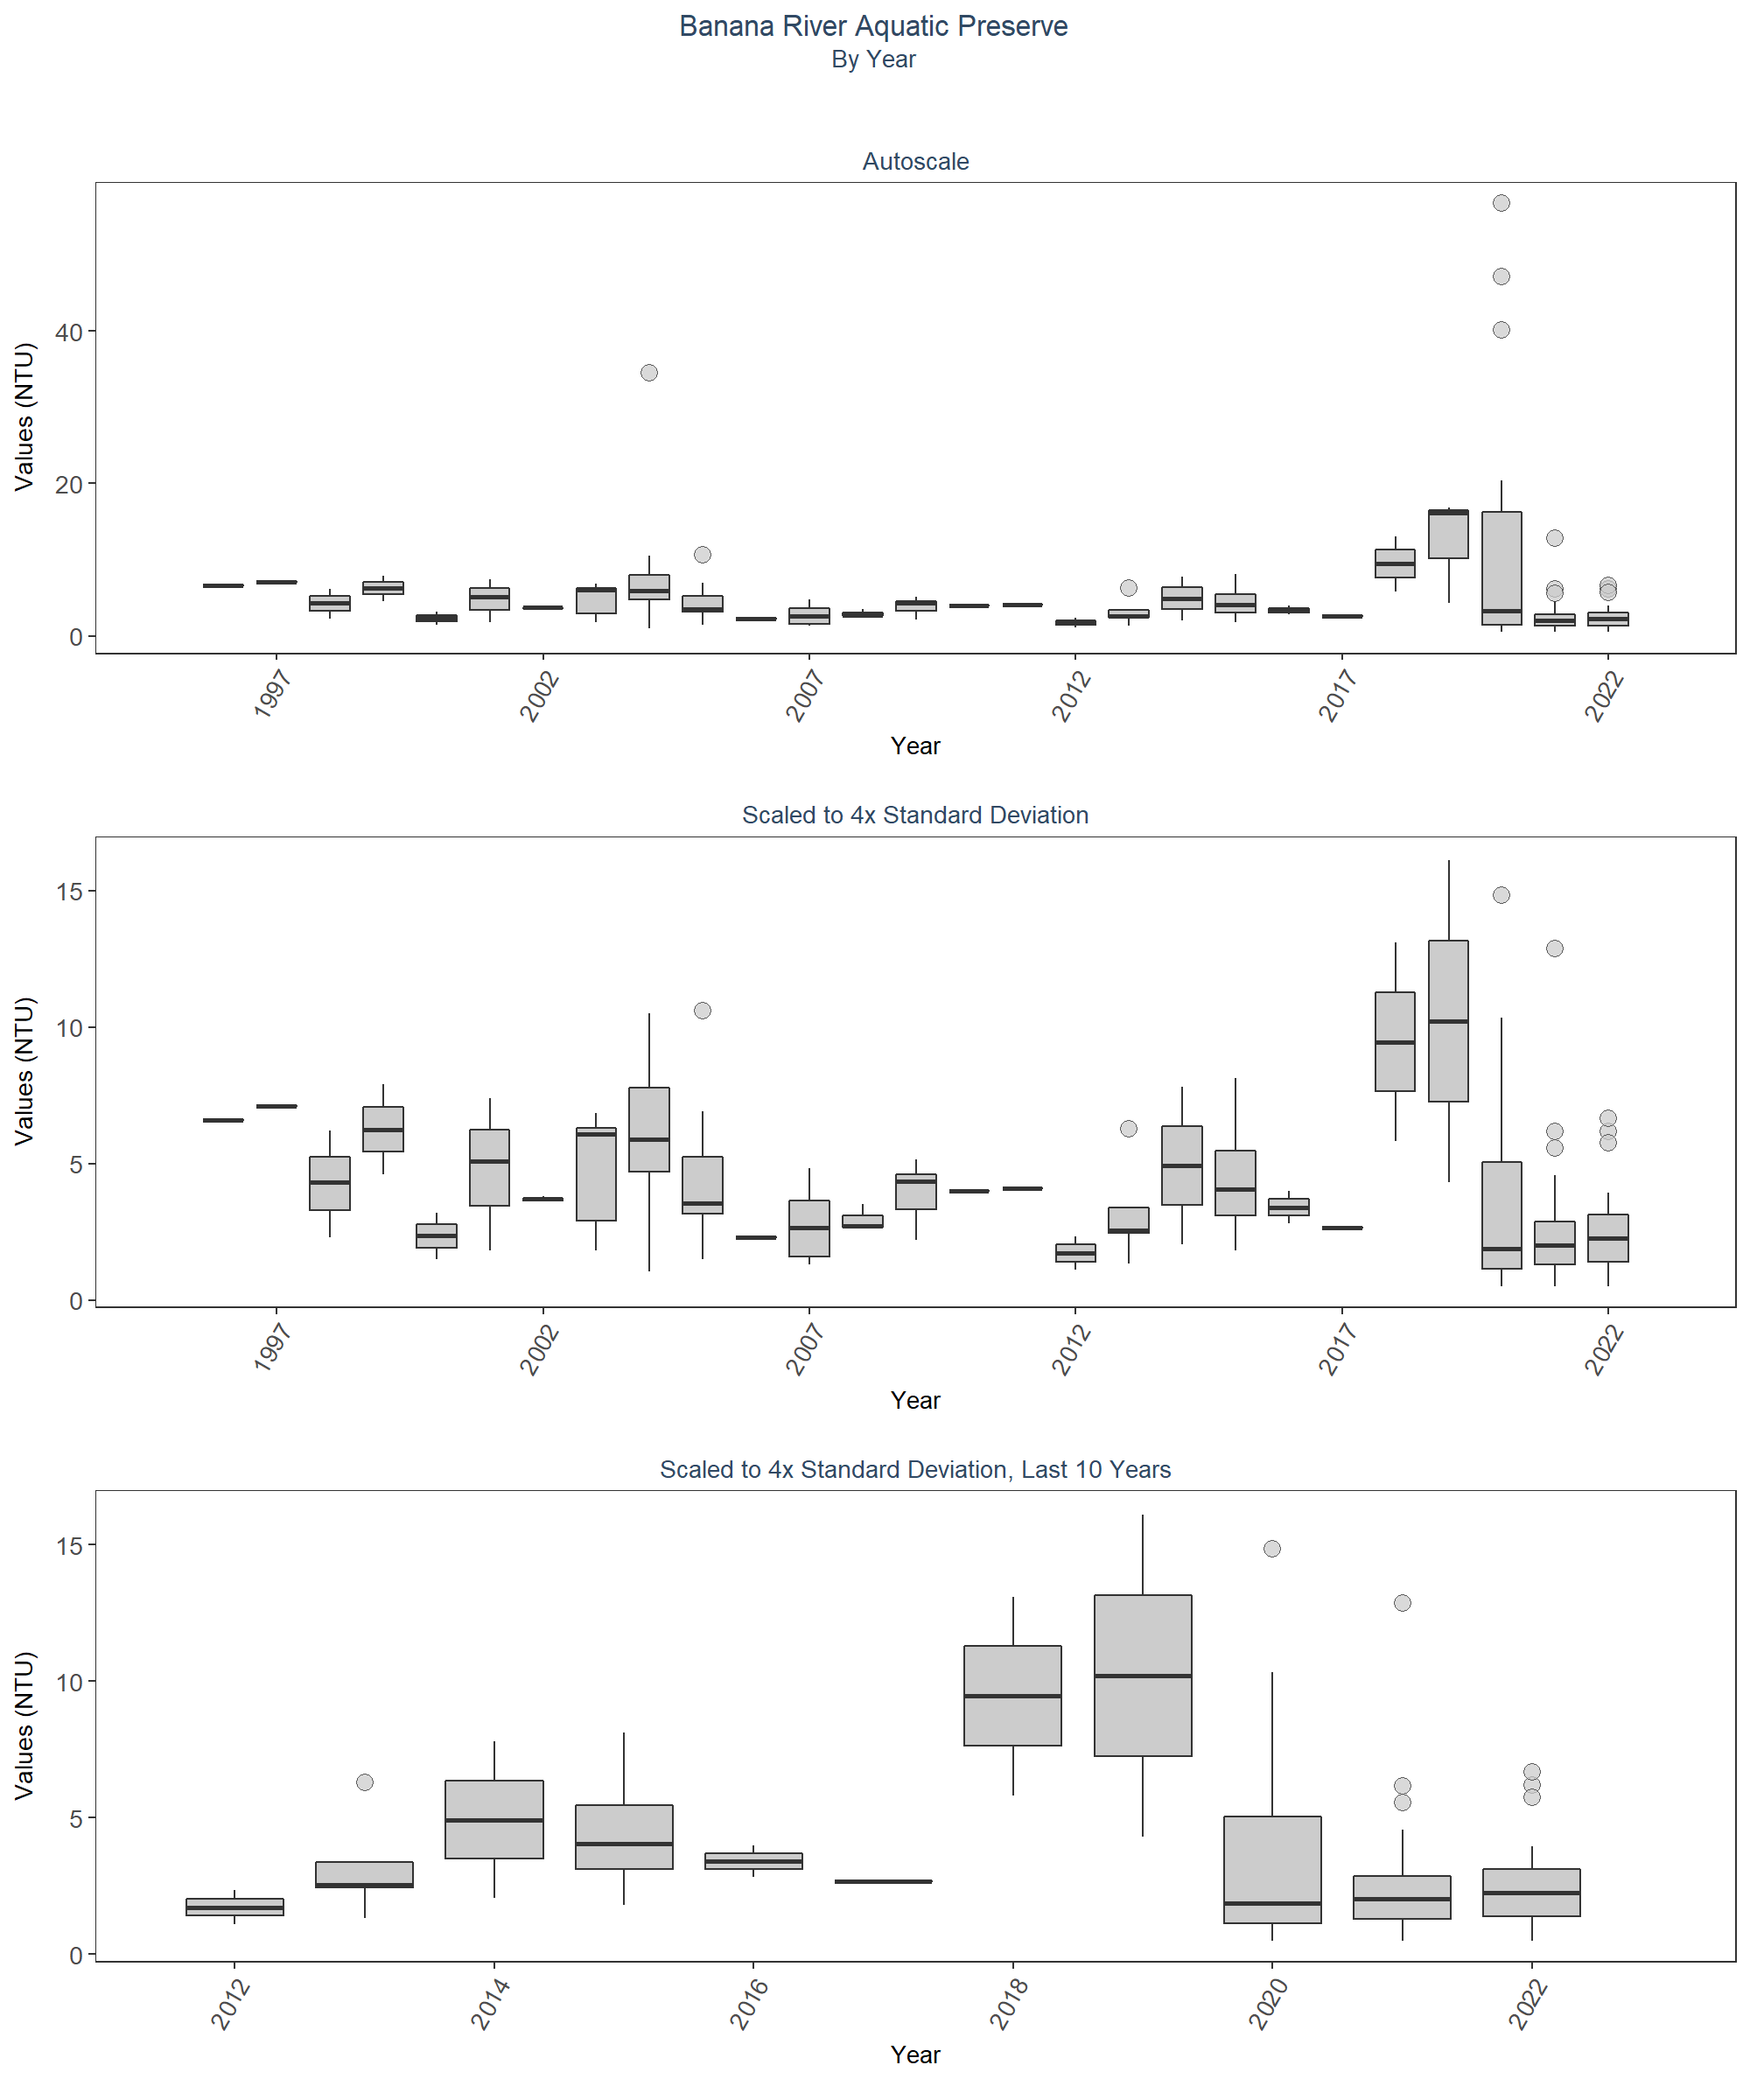 Banana River Aquatic Preserve
By Year
Autoscale
Values (NTU)
40
20
0
1997 2002 2007 2012 2017 2022
Year
Scaled to 4x Standard Deviation
Values (NTU)
15
10
5
0
1997 2002 2007 2012 2017 2022
Year
Scaled to 4x Standard Deviation, Last 10 Years
Values (NTU)
15
10
5
0
2012 2014 2016 2018 2020 2022
Year